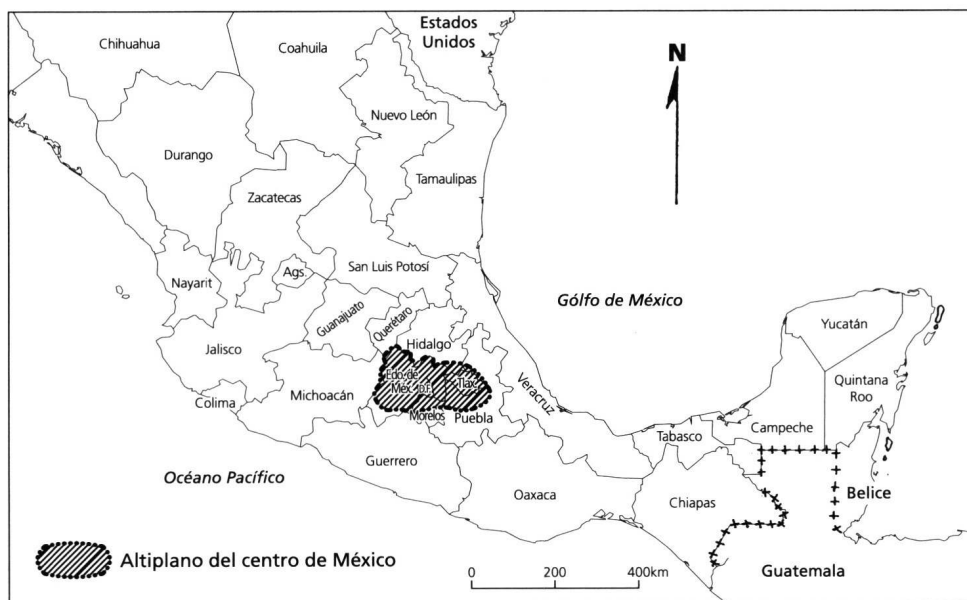 Estados
Unidos
Chihuahua
Coahuila
N
Nuevo León
Durango
Tamaulipas
Zacatecas
San Luis Potosí
Ags.
Nayarit
Gólfo de México
Guanajuato
Querétaro
Yucatán
Hidalgo
Jalisco
Edo. de
Méx.
D.F.
Tlax.
Quintana
Roo
Veracruz
Michoacán
Colima
Morelos
Puebla
Campeche
Tabasco
Guerrero
Océano Pacífico
Oaxaca
Chiapas
Belice
Altiplano del centro de México
0 200 400km
Guatemala